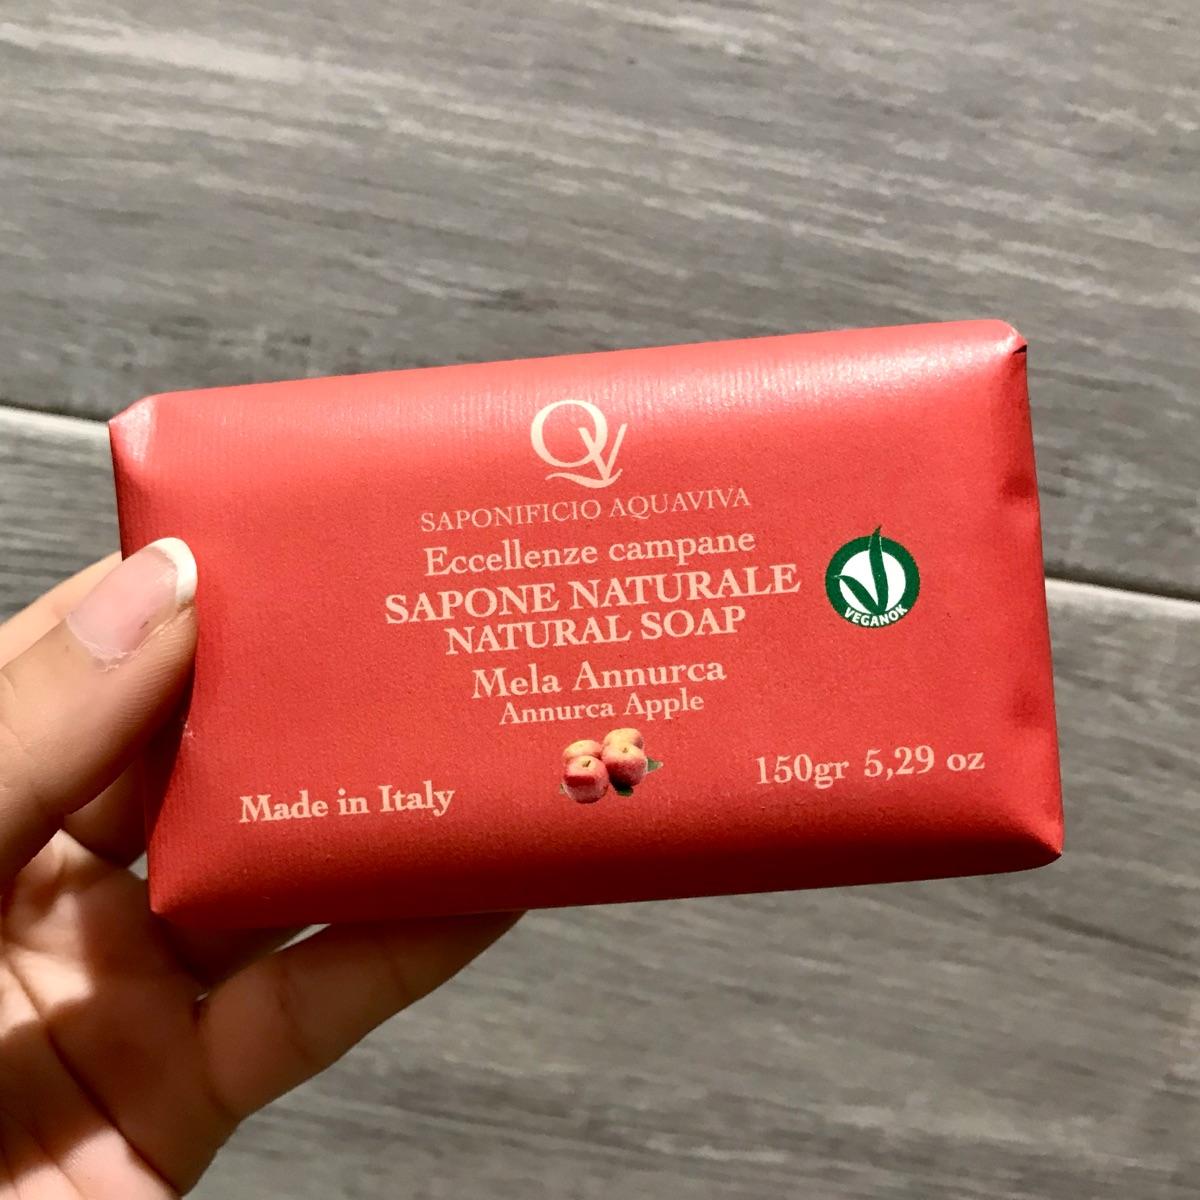 QV
SAPONIFICIO AQUAVIVA
Eccellenze campane
SAPONE NATURALE
NATURAL SOAP
VEGANOK
Mela Annurca
Annurca Apple
Made in Italy
150gr 5,29 oz